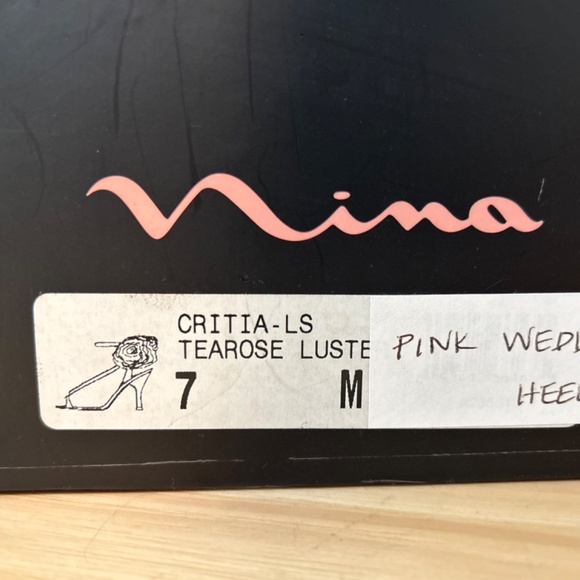 nina
CRITIA-LS
TEAROSE LUSTE
7 M
PINK
HEEL